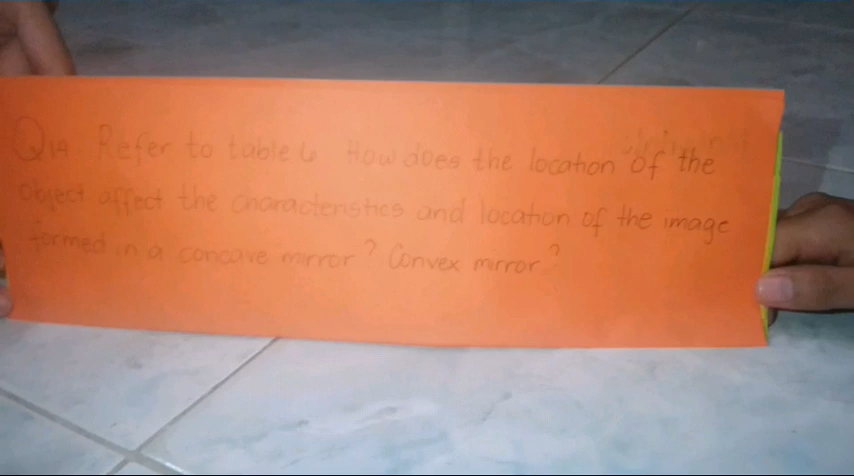 Q14 Refer to table 6 How does the location of the
object affect the characteristics and location of the image
formed in a concave mirror? Convex mirror?